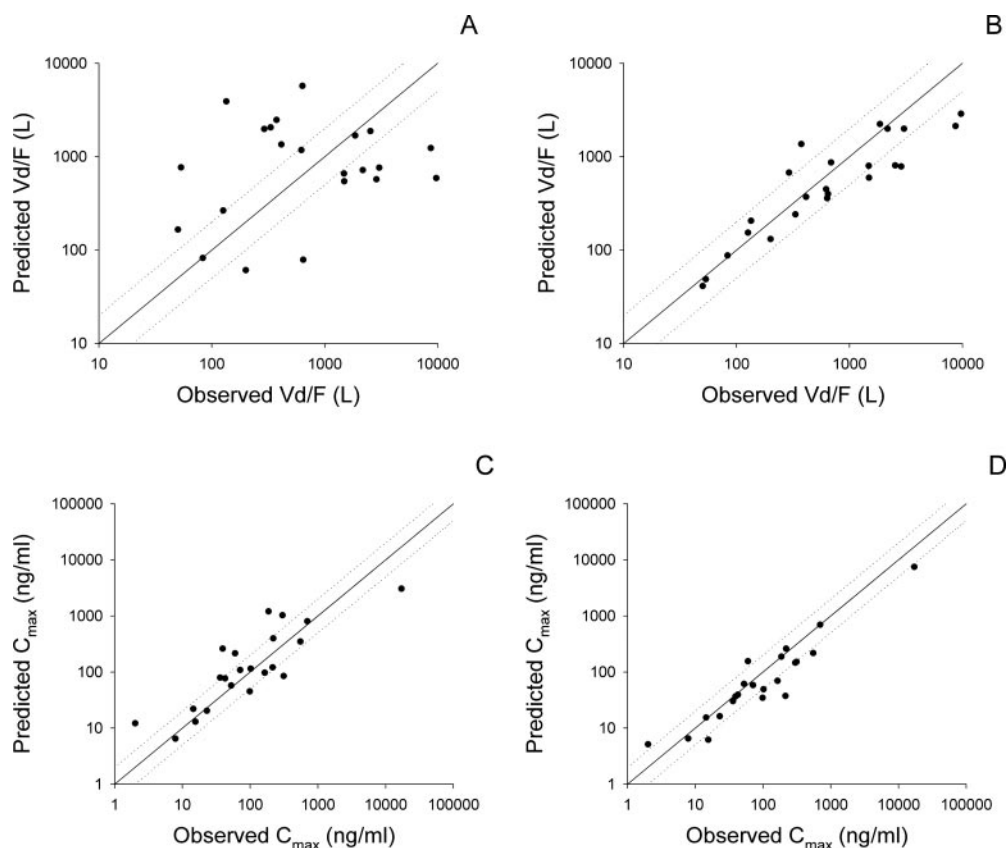 A
10000
1000
100
10
Predicted Vd/F (L)
10 100 1000 10000
Observed Vd/F (L)
B
10000
1000
100
10
Predicted Vd/F (L)
10 100 1000 10000
Observed Vd/F (L)
C
100000
10000
1000
100
10
1
Predicted Cmax (ng/ml)
1 10 100 1000 10000 100000
Observed Cmax (ng/ml)
D
100000
10000
1000
100
10
1
Predicted Cmax (ng/ml)
1 10 100 1000 10000 100000
Observed Cmax (ng/ml)